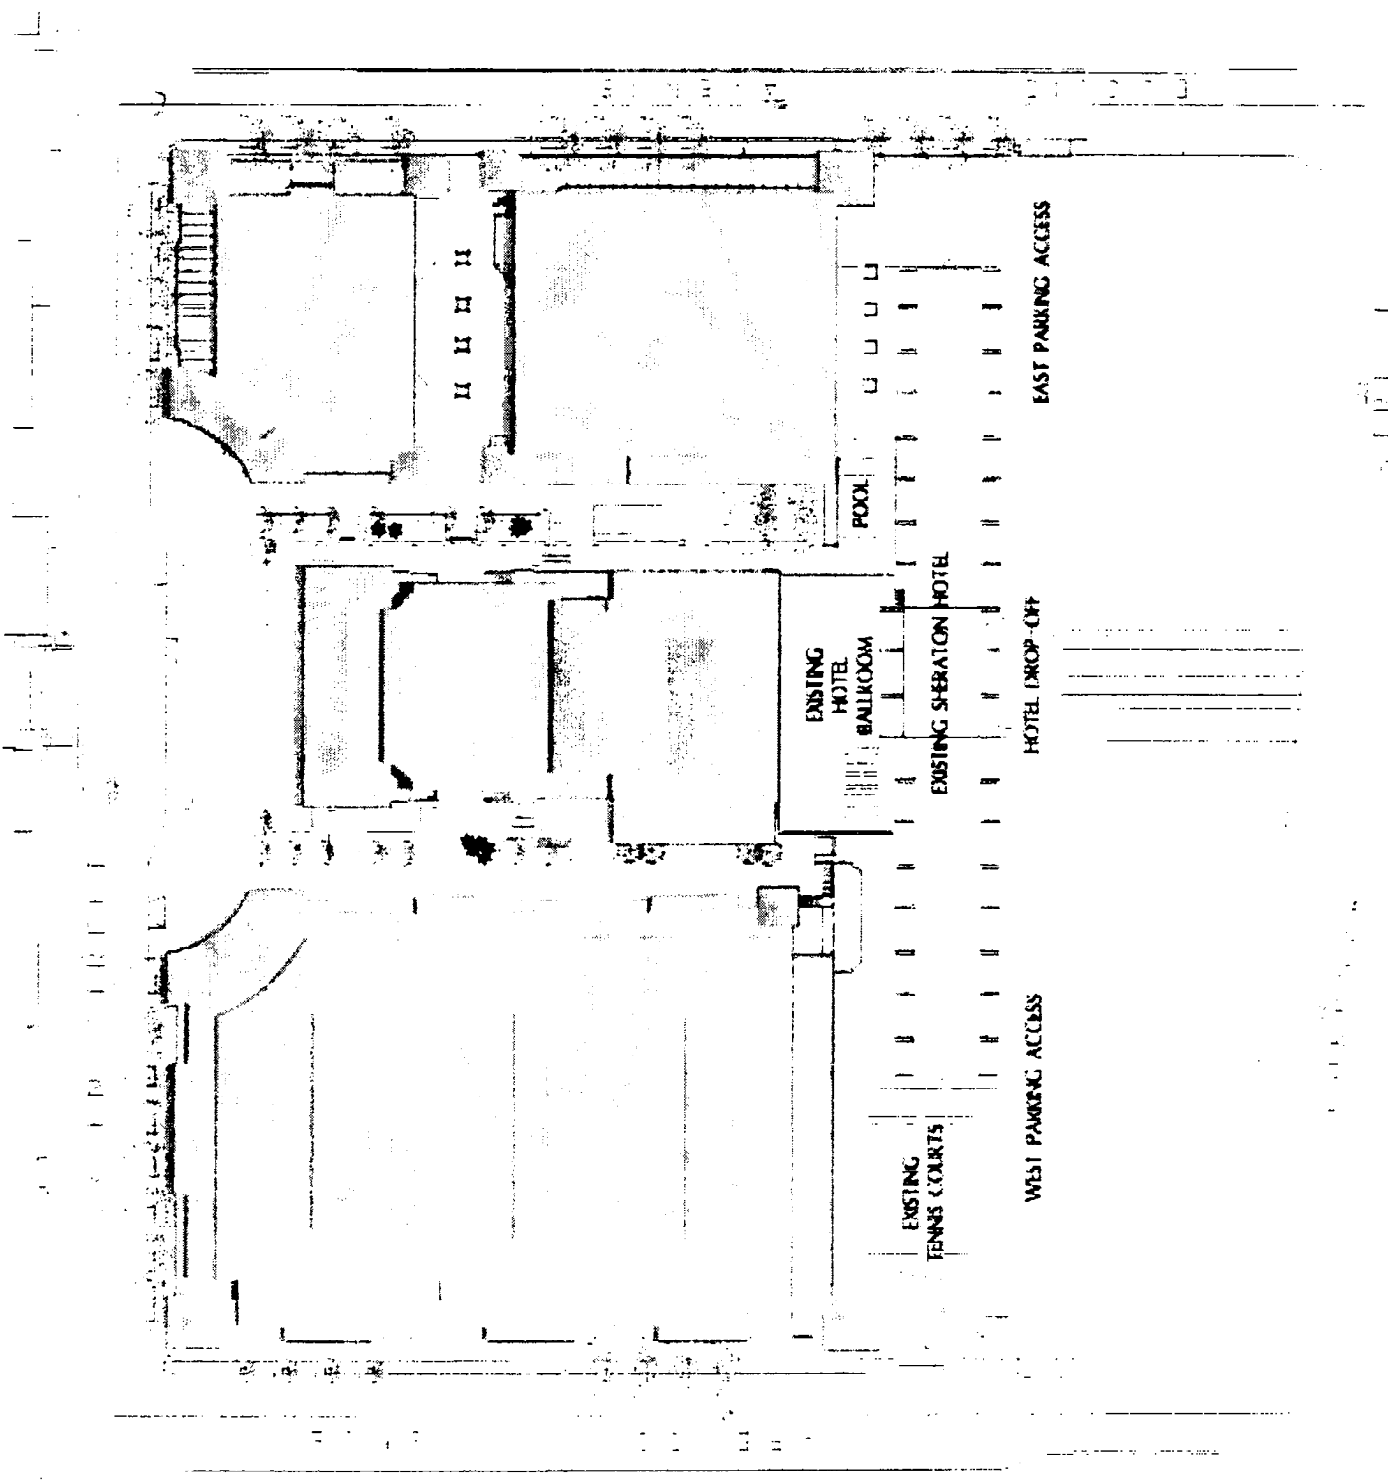 EAST PARKING ACCESS
POOL
EXISTING
HOTEL
BALLROOM
EXISTING SHERATON HOTEL
HOTEL DROP-OFF
WEST PARKING ACCESS
EXISTING
TENNIS COURTS